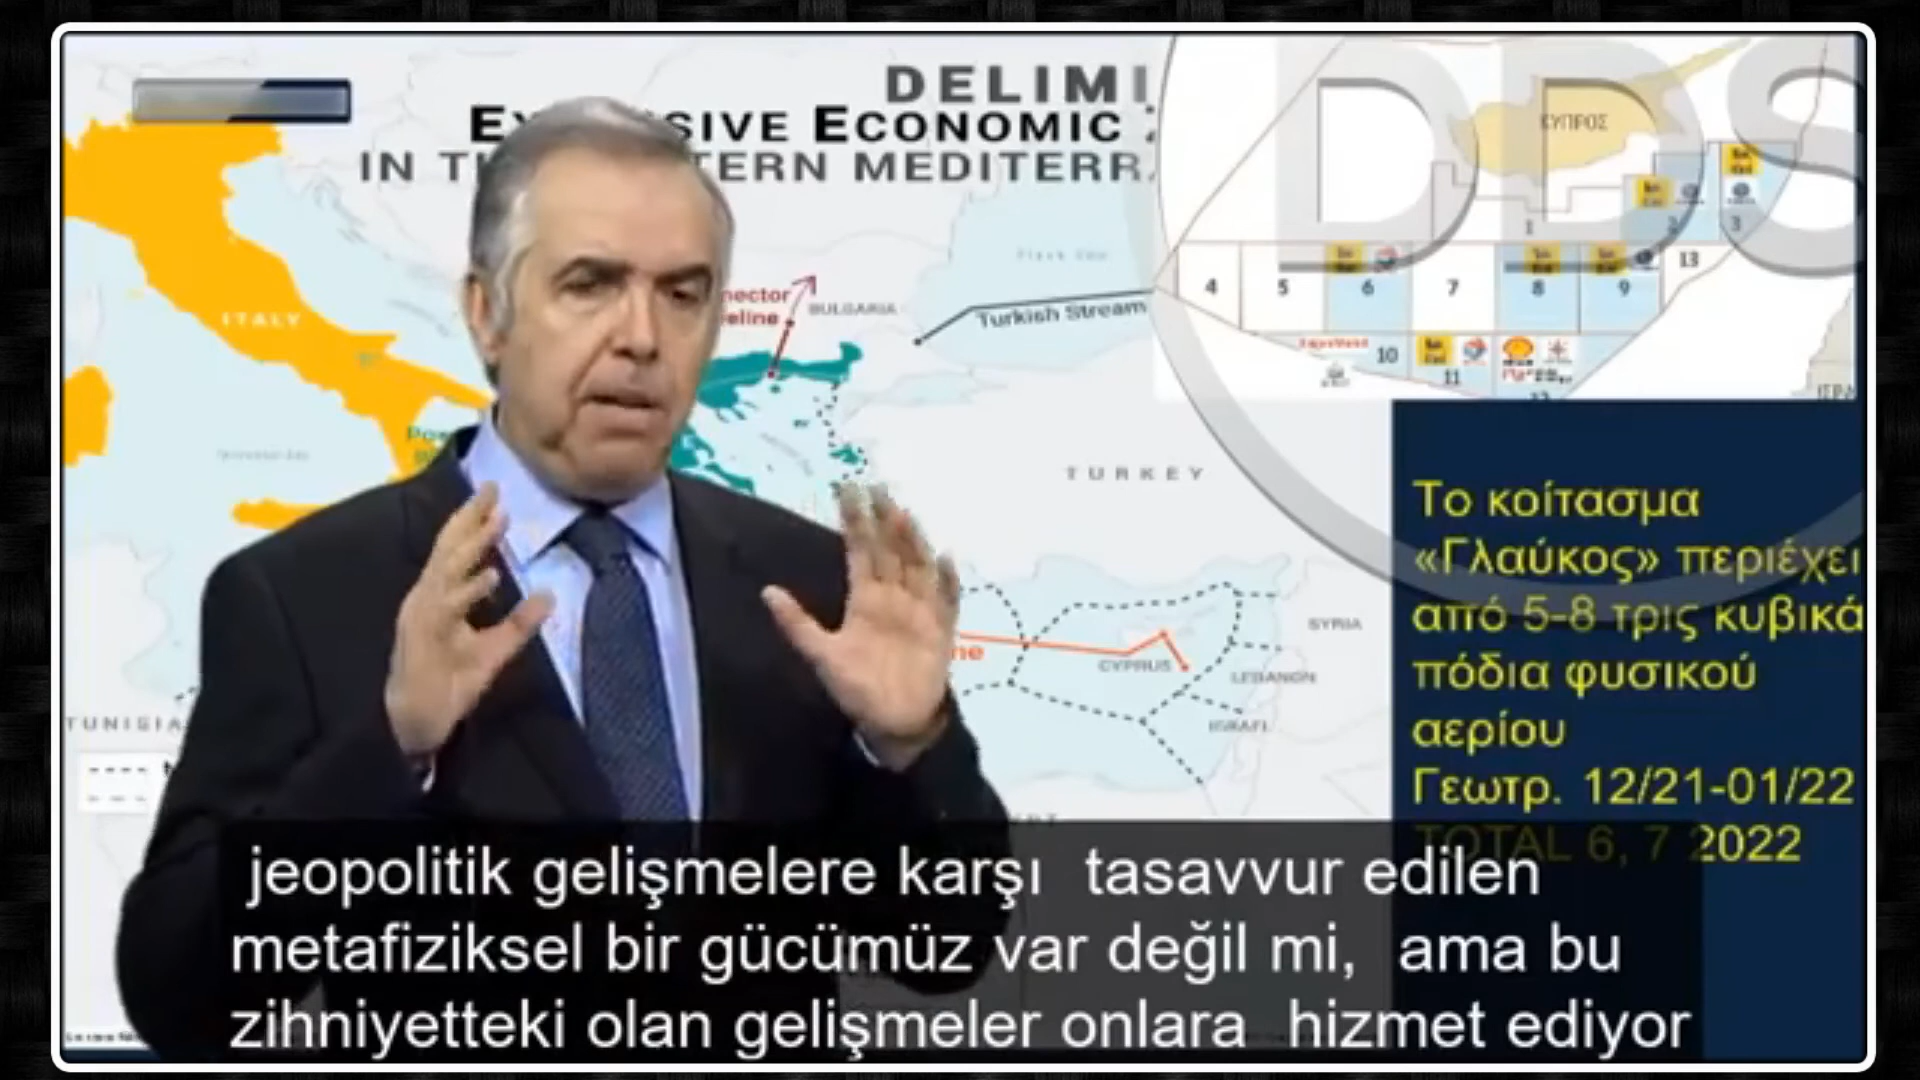 DELIMI
SIVE ECONOMIC
IN T ERN MEDITERR
ITALY
BULGARIA
Turkish Stream
TURKEY
SYRIA
CYPRUS
LEBANON
ISRAEL
TUNISIA
DDS
ΚΥΠΡΟΣ
1
2
3
4
5
6
7
8
9
13
10
11
Το κοίτασμα
«Γλαύκος» περιέχει
από 5-8 τρις κυβικά
πόδια φυσικού
αερίου
Γεωτρ. 12/21-01/22
TOTAL 6, 7 2022
jeopolitik gelişmelere karşı tasavvur edilen
metafiziksel bir gücümüz var değil mi, ama bu
zihniyetteki olan gelişmeler onlara hizmet ediyor